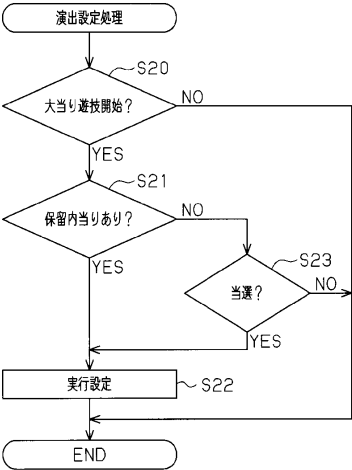 演出設定処理
S20
大当り遊技開始?
NO
YES
S21
保留内当りあり?
NO
YES
S23
当選?
NO
YES
実行設定
S22
END